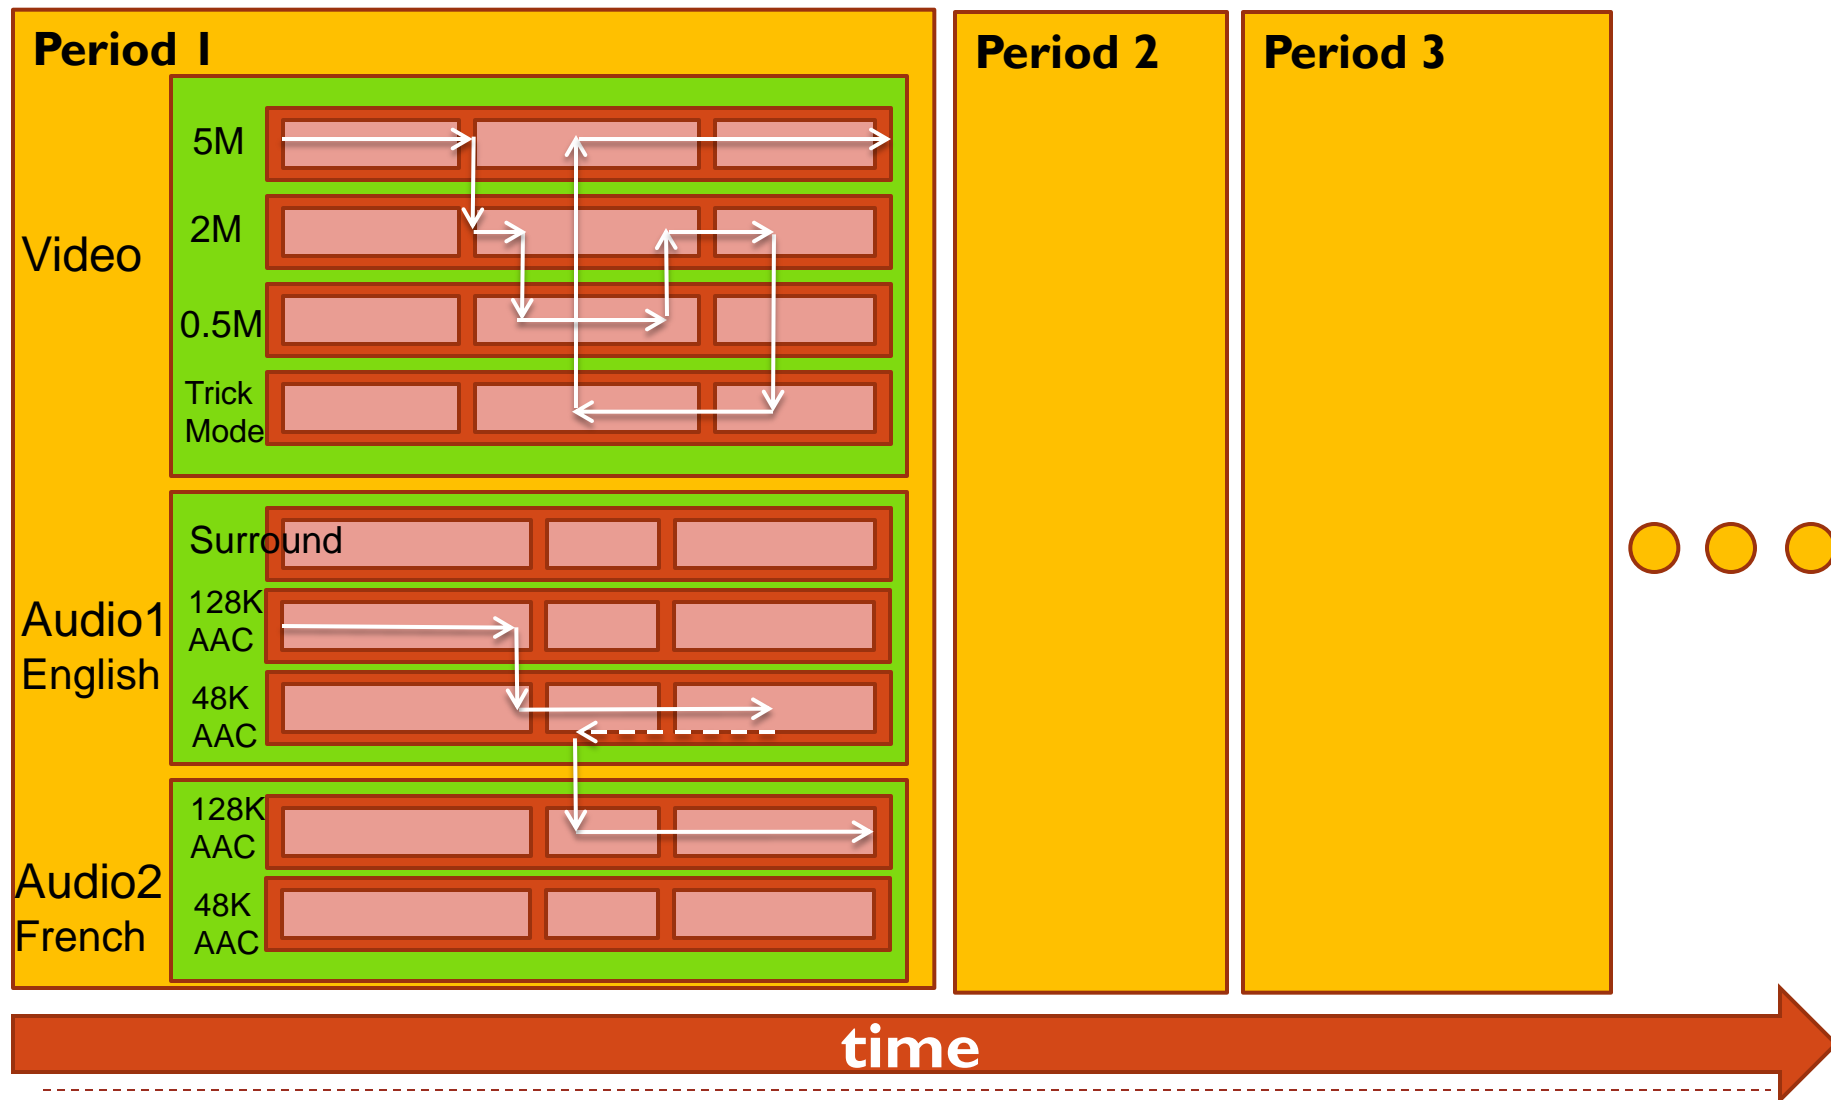 Period 1
Period 2
Period 3
Video
5M
2M
0.5M
Trick
Mode
Audio1
English
Surround
128K
AAC
48K
AAC
Audio2
French
128K
AAC
48K
AAC
time